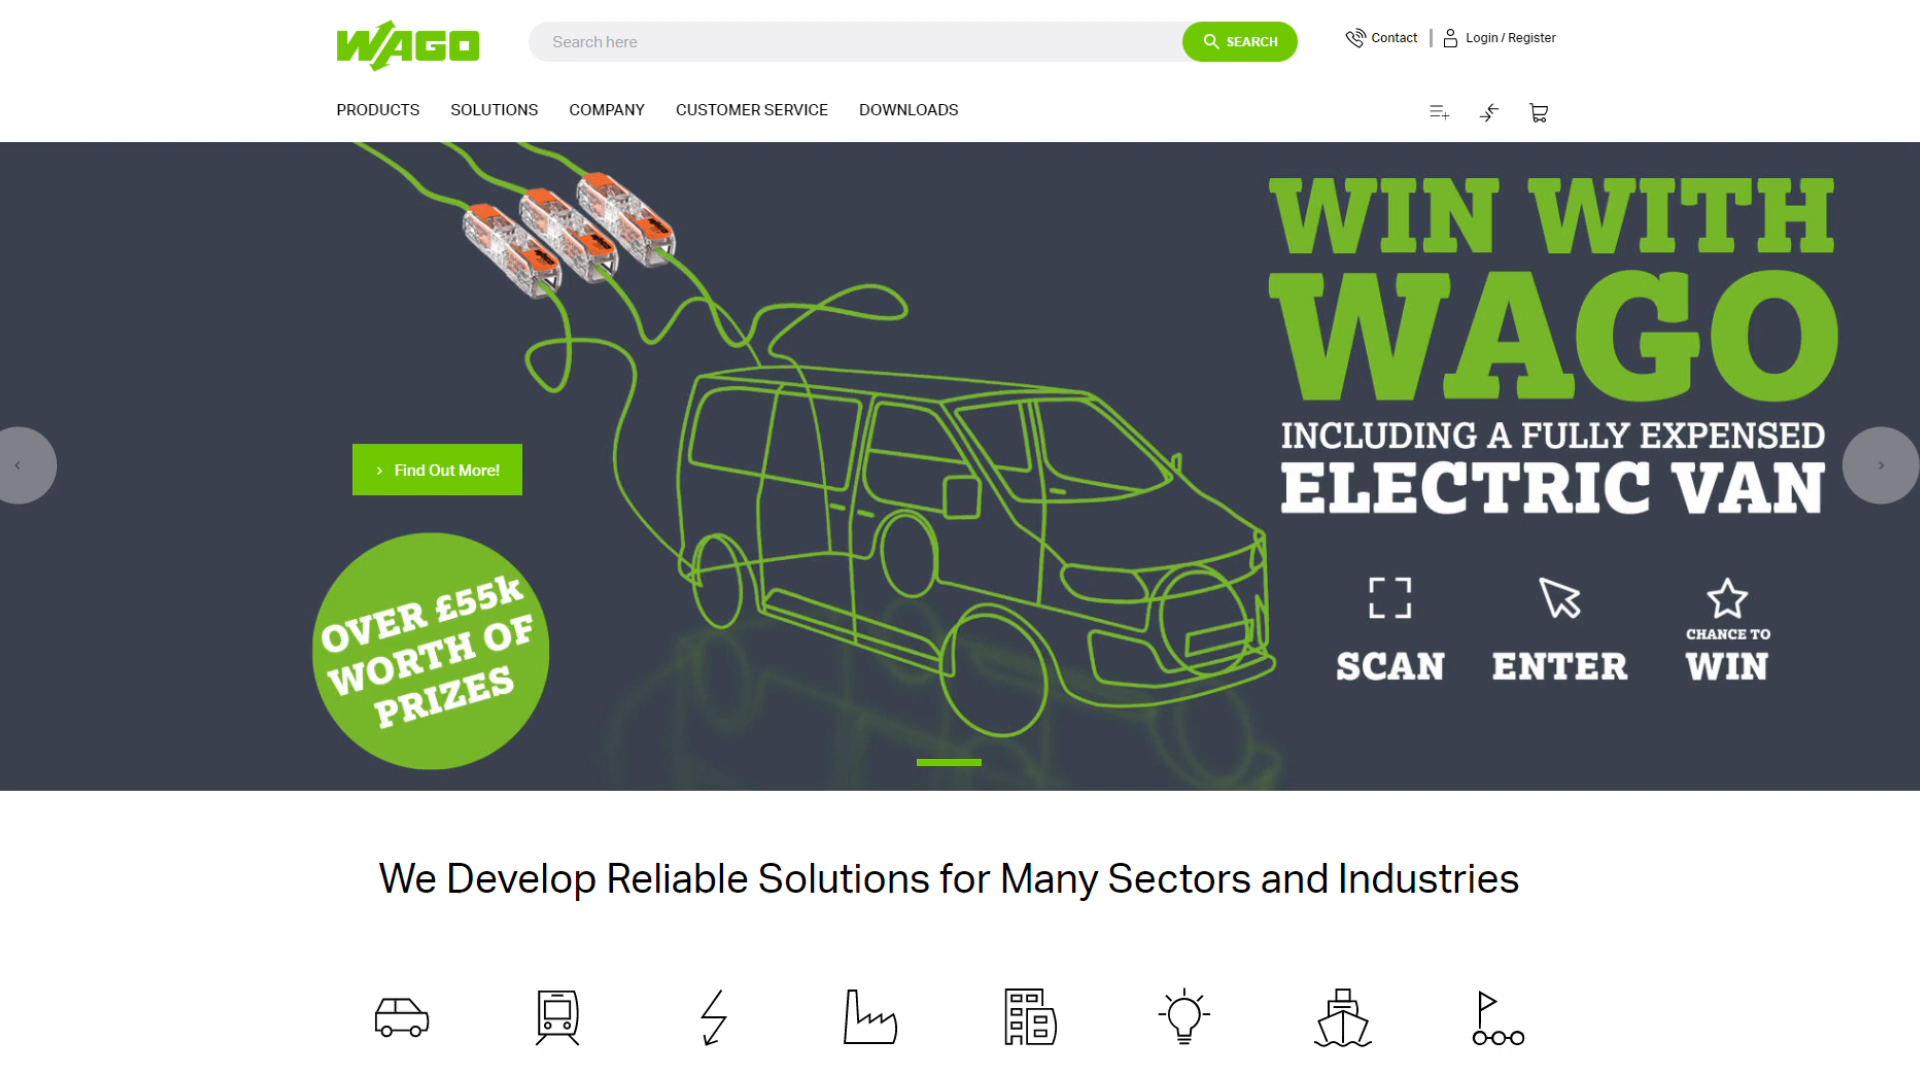 WAGO
Search here
SEARCH
Contact
Login / Register
PRODUCTS
SOLUTIONS
COMPANY
CUSTOMER SERVICE
DOWNLOADS
WIN WITH
WAGO
INCLUDING A FULLY EXPENSED
ELECTRIC VAN
Find Out More!
OVER £55k
WORTH OF
PRIZES
SCAN
ENTER
CHANCE TO
WIN
We Develop Reliable Solutions for Many Sectors and Industries